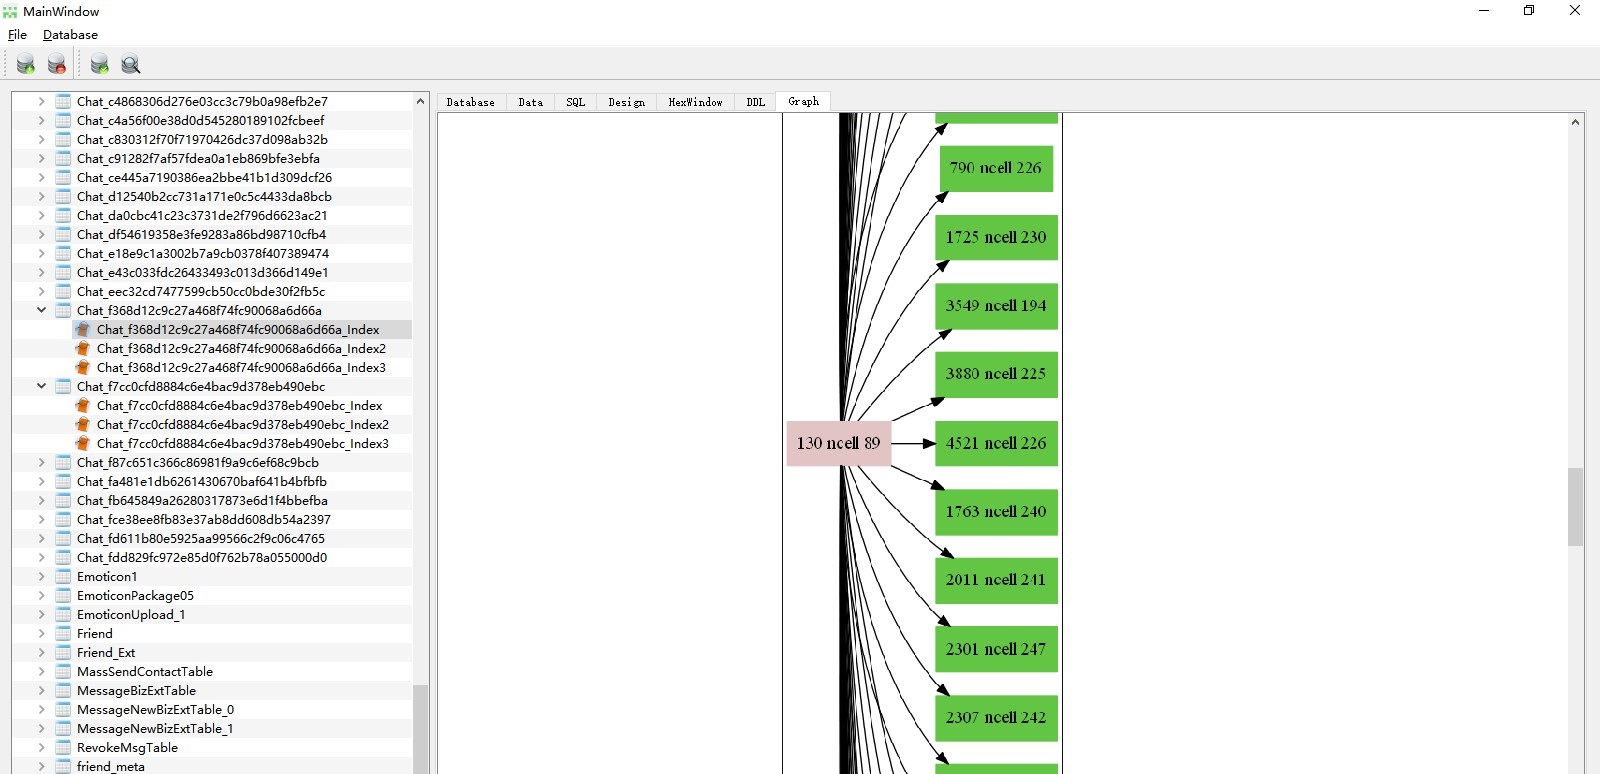 MainWindow
File Database
Chat_c4868306d276e03cc3c79b0a98efb2e7
Chat_c4a56f00e38d0d545280189102fcbeef
Chat_c830312f70f71970426dc37d098ab32b
Chat_c91282f7af57fdea0a1eb869bfe3ebfa
Chat_ce445a7190386ea2bbe41b1d309dcf26
Chat_d12540b2cc731a171e0c5c4433da8bcb
Chat_da0cbc41c23c3731de2f796d6623ac21
Chat_df54619358e3fe9283a86bd98710cfb4
Chat_e18e9c1a3002b7a9cb0378f407389474
Chat_e43c033fdc26433493c013d366d149e1
Chat_eec32cd7477599cb50cc0bde30f2fb5c
Chat_f368d12c9c27a468f74fc90068a6d66a
Chat_f368d12c9c27a468f74fc90068a6d66a_Index
Chat_f368d12c9c27a468f74fc90068a6d66a_Index2
Chat_f368d12c9c27a468f74fc90068a6d66a_Index3
Chat_f7cc0cfd8884c6e4bac9d378eb490ebc
Chat_f7cc0cfd8884c6e4bac9d378eb490ebc_Index
Chat_f7cc0cfd8884c6e4bac9d378eb490ebc_Index2
Chat_f7cc0cfd8884c6e4bac9d378eb490ebc_Index3
Chat_f87c651c366c86981f9a9c6ef68c9bcb
Chat_fa481e1db6261430670baf641b4bfbfb
Chat_fb645849a26280317873e6d1f4bbefba
Chat_fce38ee8fb83e37ab8dd608db54a2397
Chat_fd611b80e5925aa99566c2f9c06c4765
Chat_fdd829fc972e85d0f762b78a055000d0
Emoticon1
EmoticonPackage05
EmoticonUpload_1
Friend
Friend_Ext
MassSendContactTable
MessageBizExtTable
MessageNewBizExtTable_0
MessageNewBizExtTable_1
RevokeMsgTable
friend_meta
Database Data SQL Design HexWindow DDL Graph
790 ncell 226
1725 ncell 230
3549 ncell 194
3880 ncell 225
130 ncell 89
4521 ncell 226
1763 ncell 240
2011 ncell 241
2301 ncell 247
2307 ncell 242